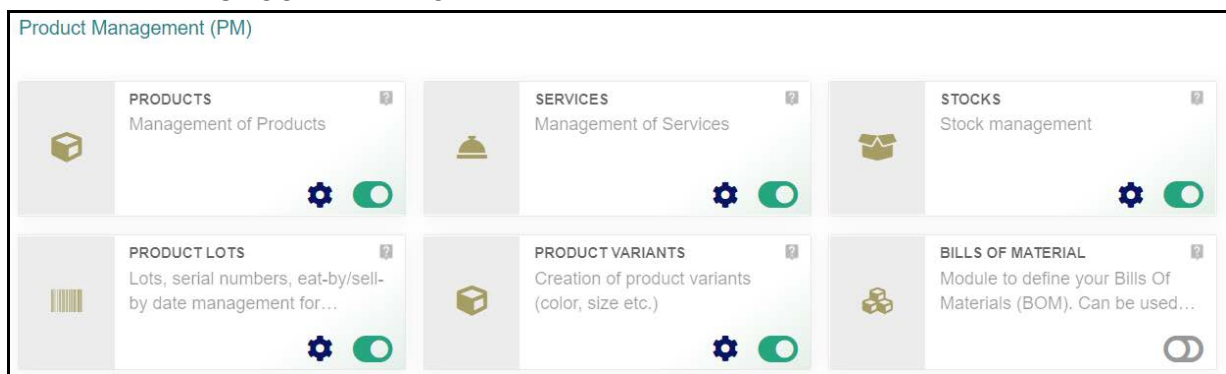 Product Management (PM)
PRODUCTS
Management of Products
SERVICES
Management of Services
STOCKS
Stock management
PRODUCT LOTS
Lots, serial numbers, eat-by/sell-
by date management for…
PRODUCT VARIANTS
Creation of product variants
(color, size etc.)
BILLS OF MATERIAL
Module to define your Bills Of
Materials (BOM). Can be used…